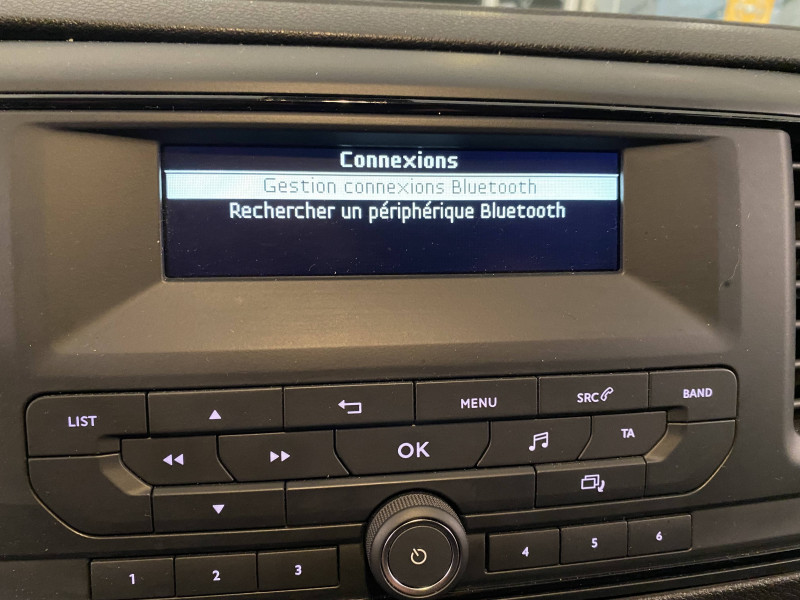 Connexions
Gestion connexions Bluetooth
Rechercher un périphérique Bluetooth
LIST
MENU
SRC
BAND
OK
TA
1
2
3
4
5
6